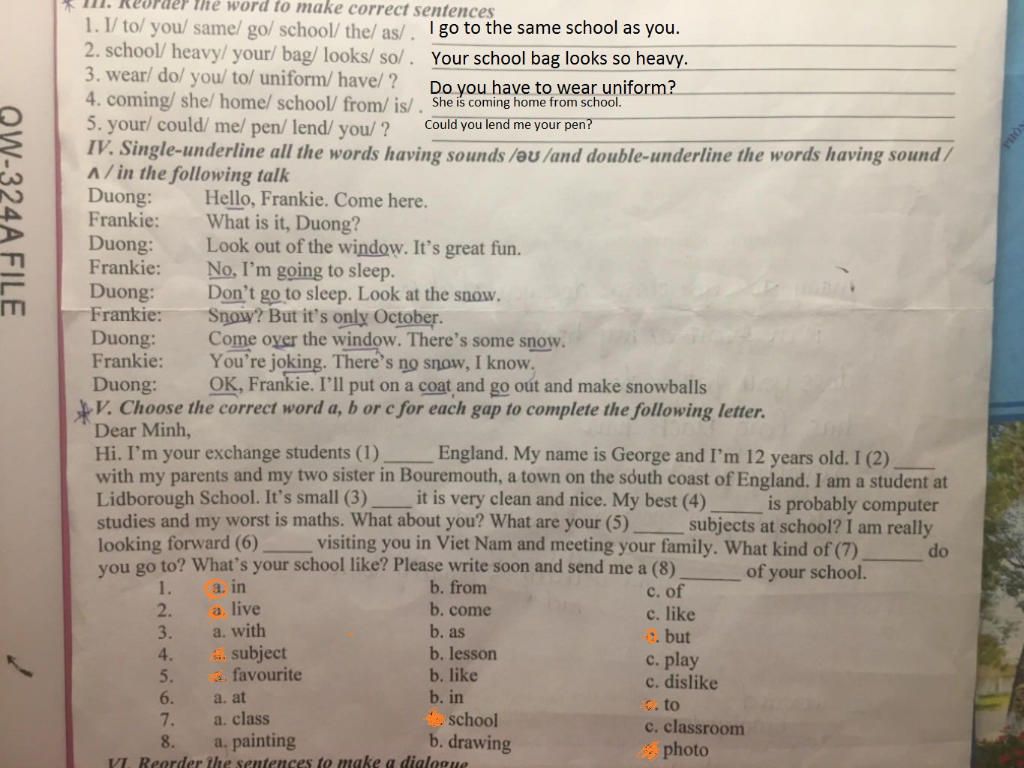 III. Reorder the word to make correct sentences
1. I/ to/ you/ same/ go/ school/ the/ as/ . I go to the same school as you.
2. school/ heavy/ your/ bag/ looks/ so/ . Your school bag looks so heavy.
3. wear/ do/ you/ to/ uniform/ have/ ? Do you have to wear uniform?
4. coming/ she/ home/ school/ from/ is/ . She is coming home from school.
5. your/ could/ me/ pen/ lend/ you/ ? Could you lend me your pen?
IV. Single-underline all the words having sounds /əʊ /and double-underline the words having sound /
ʌ / in the following talk
Duong: Hello, Frankie. Come here.
Frankie: What is it, Duong?
Duong: Look out of the window. It's great fun.
Frankie: No, I'm going to sleep.
Duong: Don't go to sleep. Look at the snow.
Frankie: Snow? But it's only October.
Duong: Come over the window. There's some snow.
Frankie: You're joking. There's no snow, I know.
Duong: OK, Frankie. I'll put on a coat and go out and make snowballs
V. Choose the correct word a, b or c for each gap to complete the following letter.
Dear Minh,
Hi. I'm your exchange students (1) _____ England. My name is George and I'm 12 years old. I (2) ____
with my parents and my two sister in Bouremouth, a town on the south coast of England. I am a student at
Lidborough School. It's small (3) ____ it is very clean and nice. My best (4) _____ is probably computer
studies and my worst is maths. What about you? What are your (5) _____ subjects at school? I am really
looking forward (6) _____ visiting you in Viet Nam and meeting your family. What kind of (7) ______ do
you go to? What's your school like? Please write soon and send me a (8) ______ of your school.
1. a. in b. from c. of
2. a. live b. come c. like
3. a. with b. as c. but
4. a. subject b. lesson c. play
5. a. favourite b. like c. dislike
6. a. at b. in c. to
7. a. class b. school c. classroom
8. a. painting b. drawing c. photo
VI. Reorder the sentences to make a dialogue
OW-324A FILE